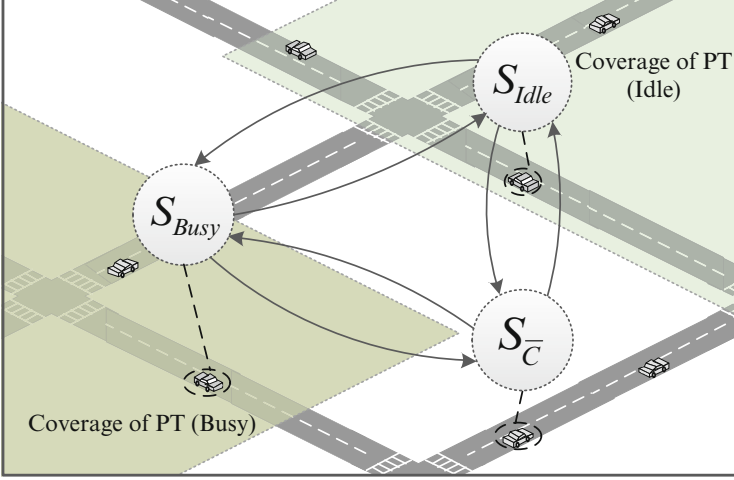 S_Idle
Coverage of PT
(Idle)
S_Busy
S_C̅
Coverage of PT (Busy)